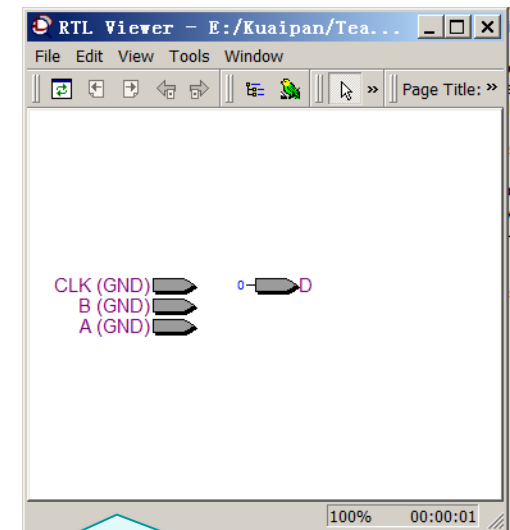 RTL Viewer - E:/Kuaipan/Tea...
File Edit View Tools Window
» Page Title: »
CLK (GND) 0 D
B (GND)
A (GND)
100% 00:00:01